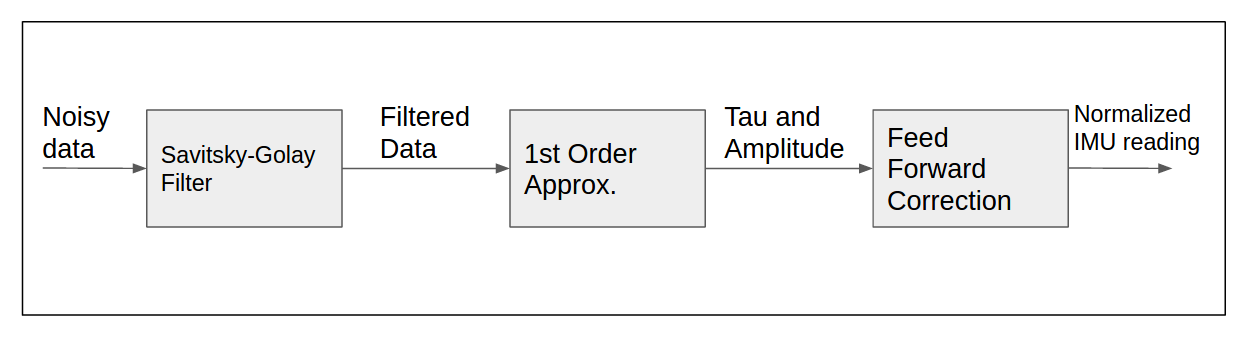 Noisy
data
Savitsky-Golay
Filter
Filtered
Data
1st Order
Approx.
Tau and
Amplitude
Feed
Forward
Correction
Normalized
IMU reading